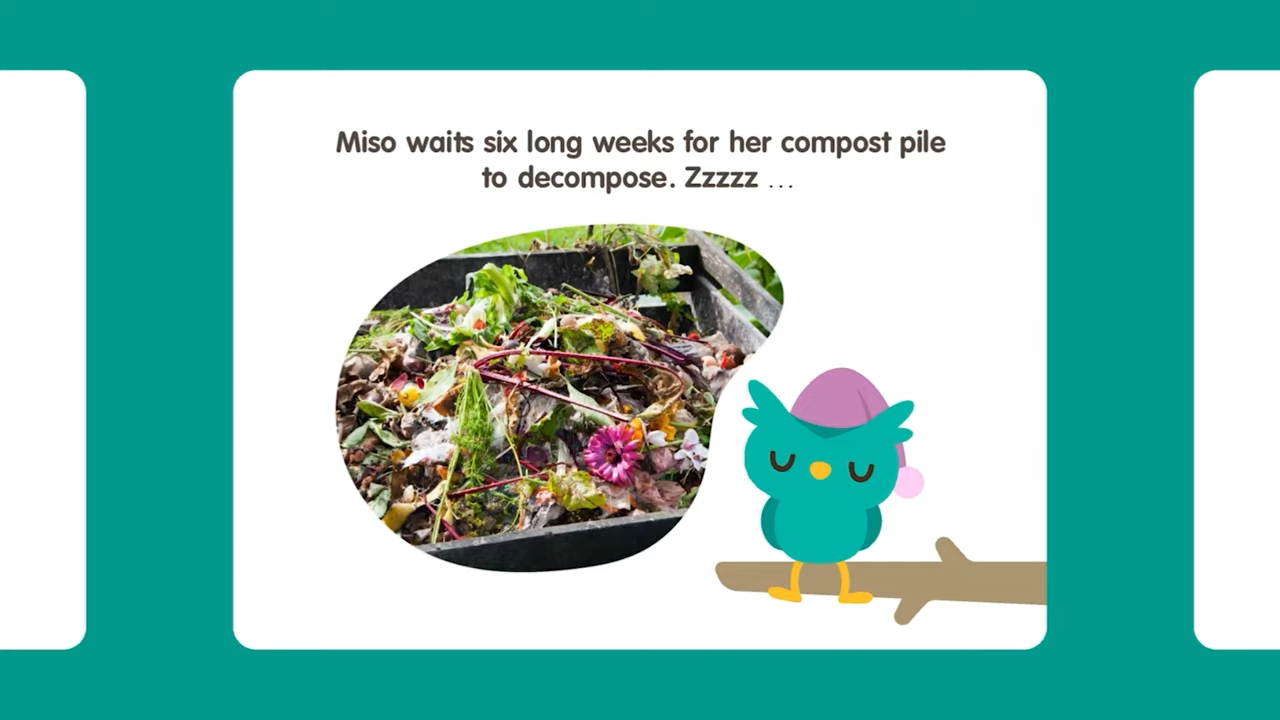 Miso waits six long weeks for her compost pile
to decompose. Zzzzz ...